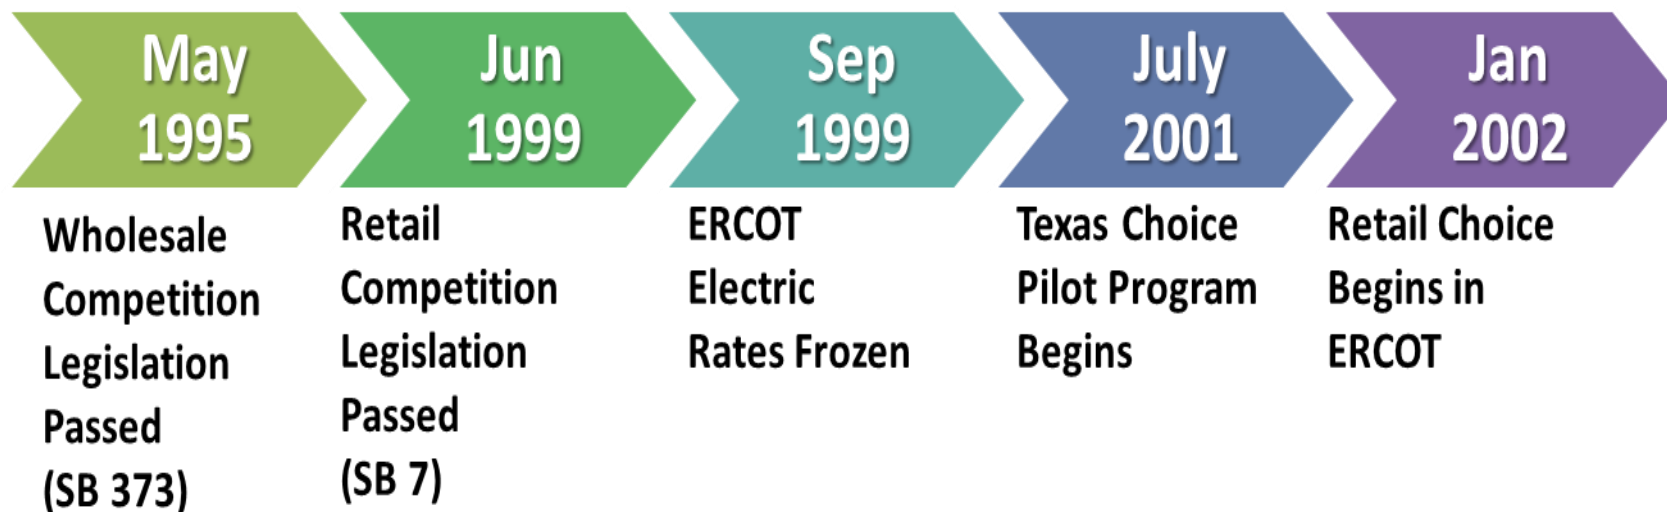 May
1995
Wholesale
Competition
Legislation
Passed
(SB 373)
Jun
1999
Retail
Competition
Legislation
Passed
(SB 7)
Sep
1999
ERCOT
Electric
Rates Frozen
July
2001
Texas Choice
Pilot Program
Begins
Jan
2002
Retail Choice
Begins in
ERCOT